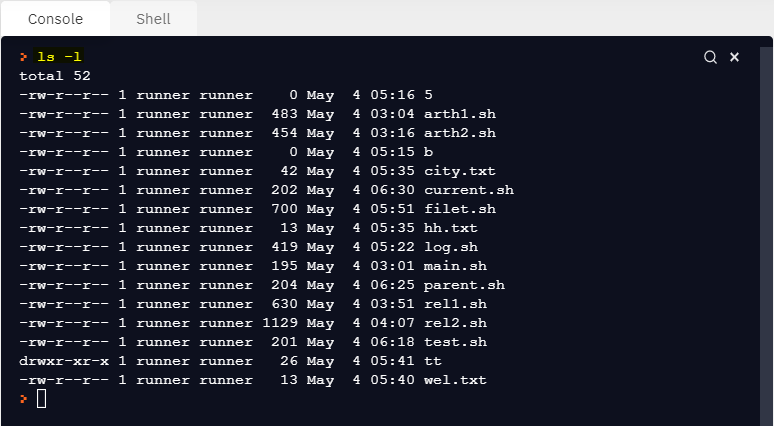 Console Shell
> ls -l
total 52
-rw-r--r-- 1 runner runner    0 May  4 05:16 5
-rw-r--r-- 1 runner runner  483 May  4 03:04 arth1.sh
-rw-r--r-- 1 runner runner  454 May  4 03:16 arth2.sh
-rw-r--r-- 1 runner runner    0 May  4 05:15 b
-rw-r--r-- 1 runner runner   42 May  4 05:35 city.txt
-rw-r--r-- 1 runner runner  202 May  4 06:30 current.sh
-rw-r--r-- 1 runner runner  700 May  4 05:51 filet.sh
-rw-r--r-- 1 runner runner   13 May  4 05:35 hh.txt
-rw-r--r-- 1 runner runner  419 May  4 05:22 log.sh
-rw-r--r-- 1 runner runner  195 May  4 03:01 main.sh
-rw-r--r-- 1 runner runner  204 May  4 06:25 parent.sh
-rw-r--r-- 1 runner runner  630 May  4 03:51 rel1.sh
-rw-r--r-- 1 runner runner 1129 May  4 04:07 rel2.sh
-rw-r--r-- 1 runner runner  201 May  4 06:18 test.sh
drwxr-xr-x 1 runner runner   26 May  4 05:41 tt
-rw-r--r-- 1 runner runner   13 May  4 05:40 wel.txt
>